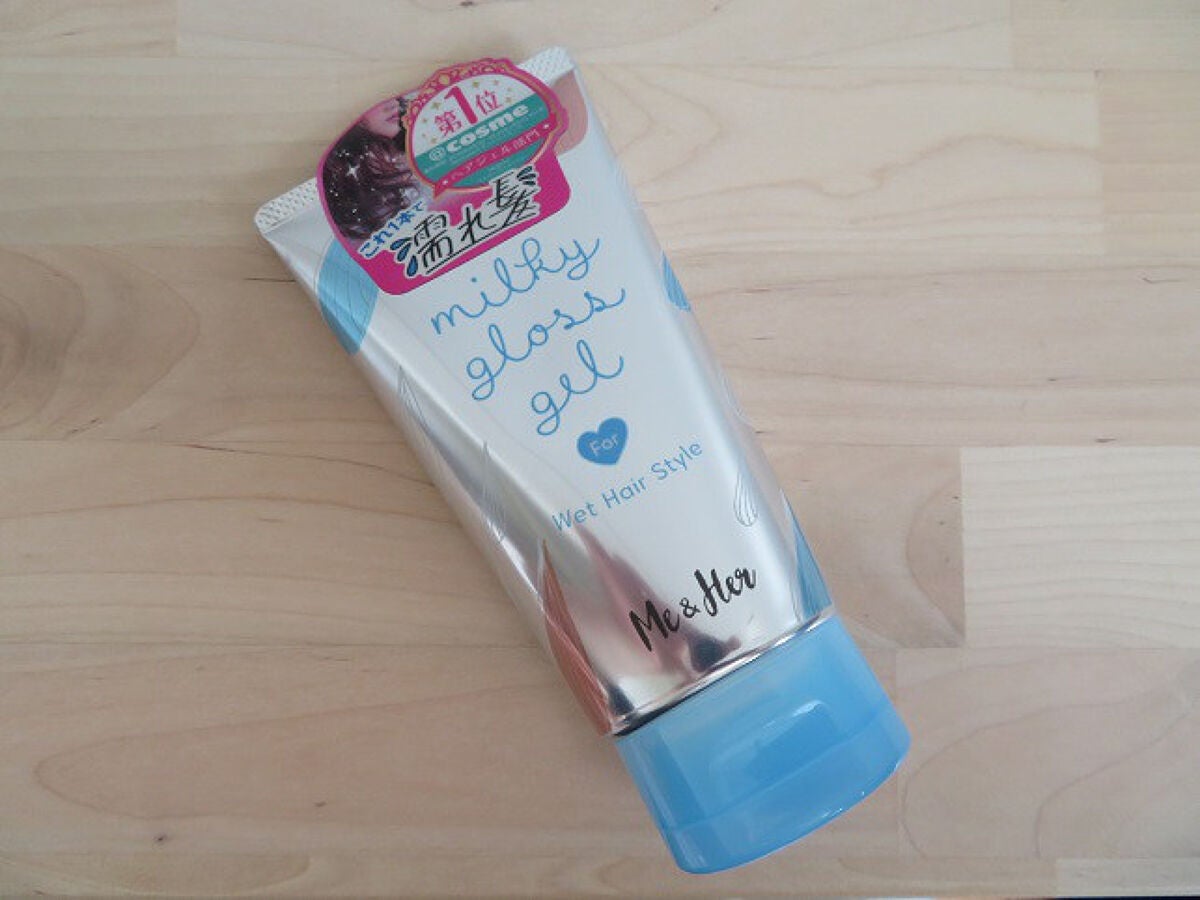 第1位
@cosme
ヘアジェル部門
これ1本で
濡れ髪
milky
gloss
gel
For
Wet Hair Style
Me & Her